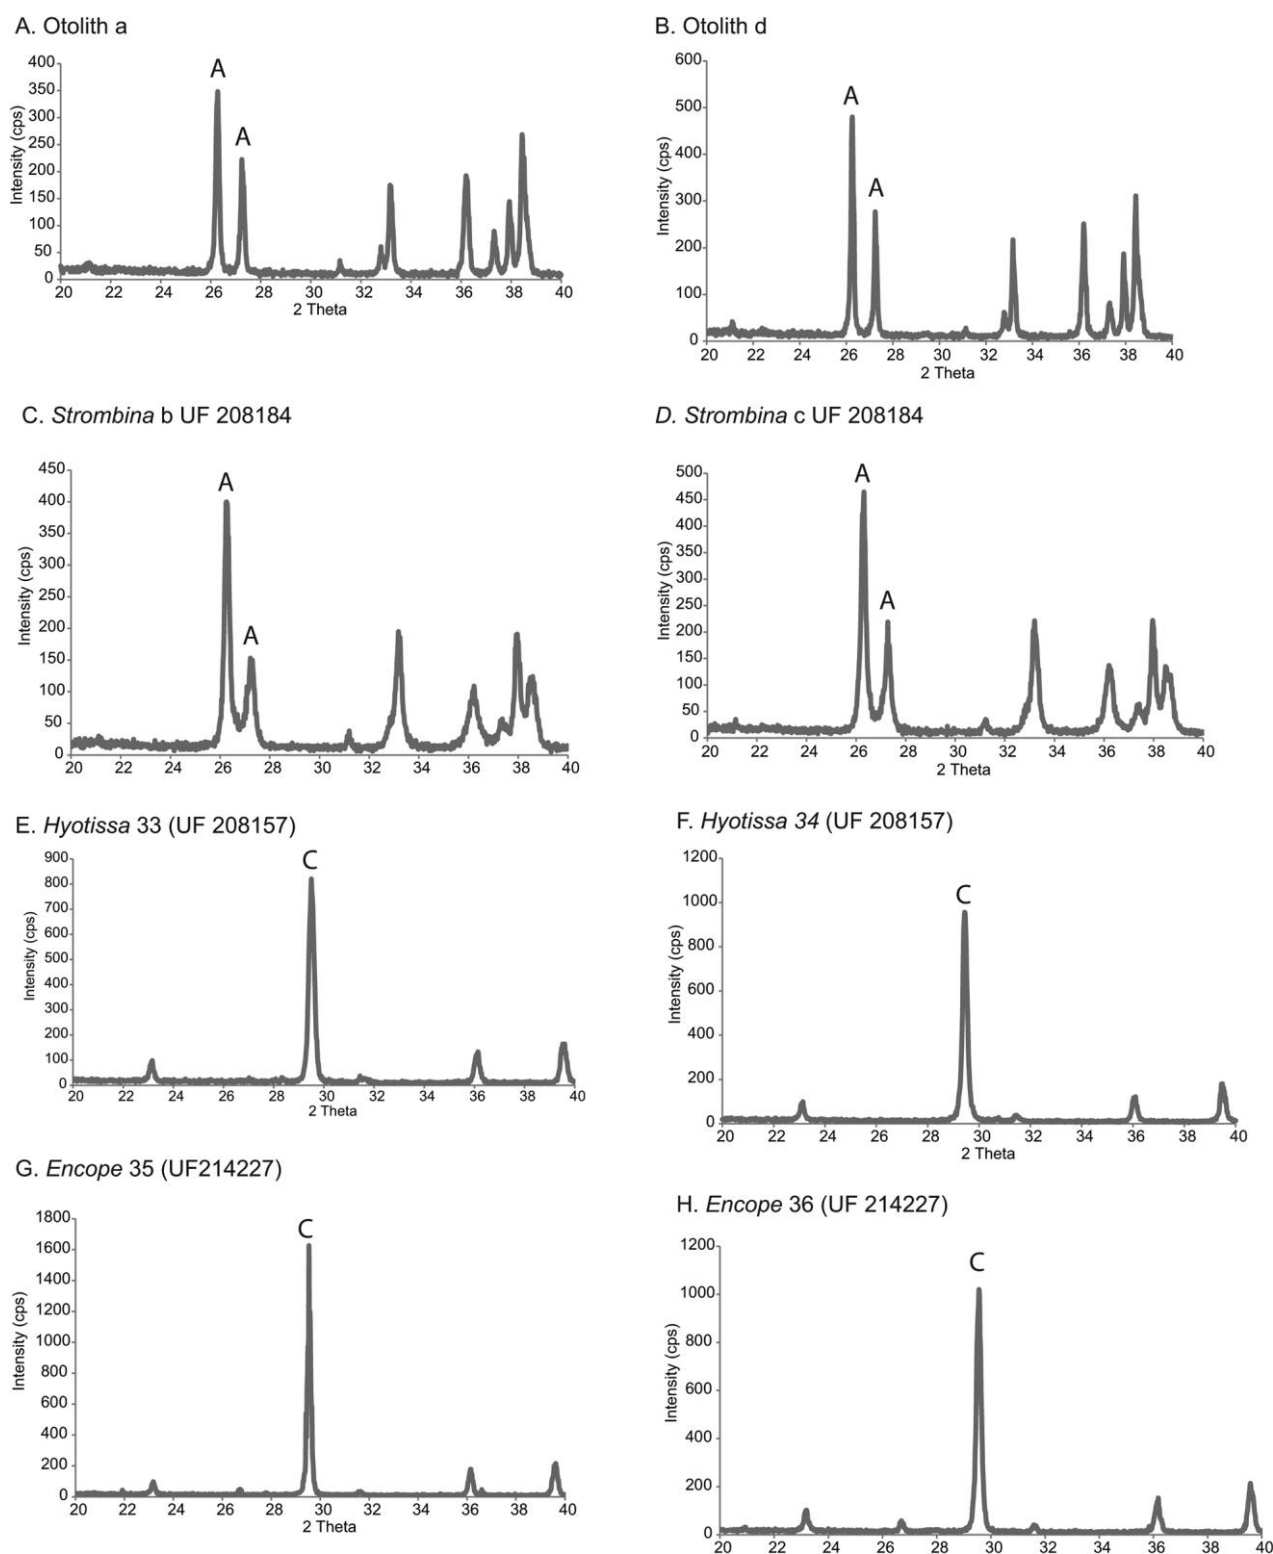 A. Otolith a
A
A
Intensity (cps)
400
350
300
250
200
150
100
50
0
20 22 24 26 28 30 32 34 36 38 40
2 Theta
B. Otolith d
A
A
Intensity (cps)
600
500
400
300
200
100
0
20 22 24 26 28 30 32 34 36 38 40
2 Theta
C. Strombina b UF 208184
A
A
Intensity (cps)
450
400
350
300
250
200
150
100
50
0
20 22 24 26 28 30 32 34 36 38 40
D. Strombina c UF 208184
A
A
Intensity (cps)
500
450
400
350
300
250
200
150
100
50
0
20 22 24 26 28 30 32 34 36 38 40
2 Theta
E. Hyotissa 33 (UF 208157)
C
Intensity (cps)
900
800
700
600
500
400
300
200
100
0
20 22 24 26 28 30 32 34 36 38 40
2 Theta
F. Hyotissa 34 (UF 208157)
C
Intensity (cps)
1200
1000
800
600
400
200
0
20 22 24 26 28 30 32 34 36 38 40
2 Theta
G. Encope 35 (UF214227)
C
Intensity (cps)
1800
1600
1400
1200
1000
800
600
400
200
0
20 22 24 26 28 30 32 34 36 38 40
2 Theta
H. Encope 36 (UF 214227)
C
Intensity (cps)
1200
1000
800
600
400
200
0
20 22 24 26 28 30 32 34 36 38 40